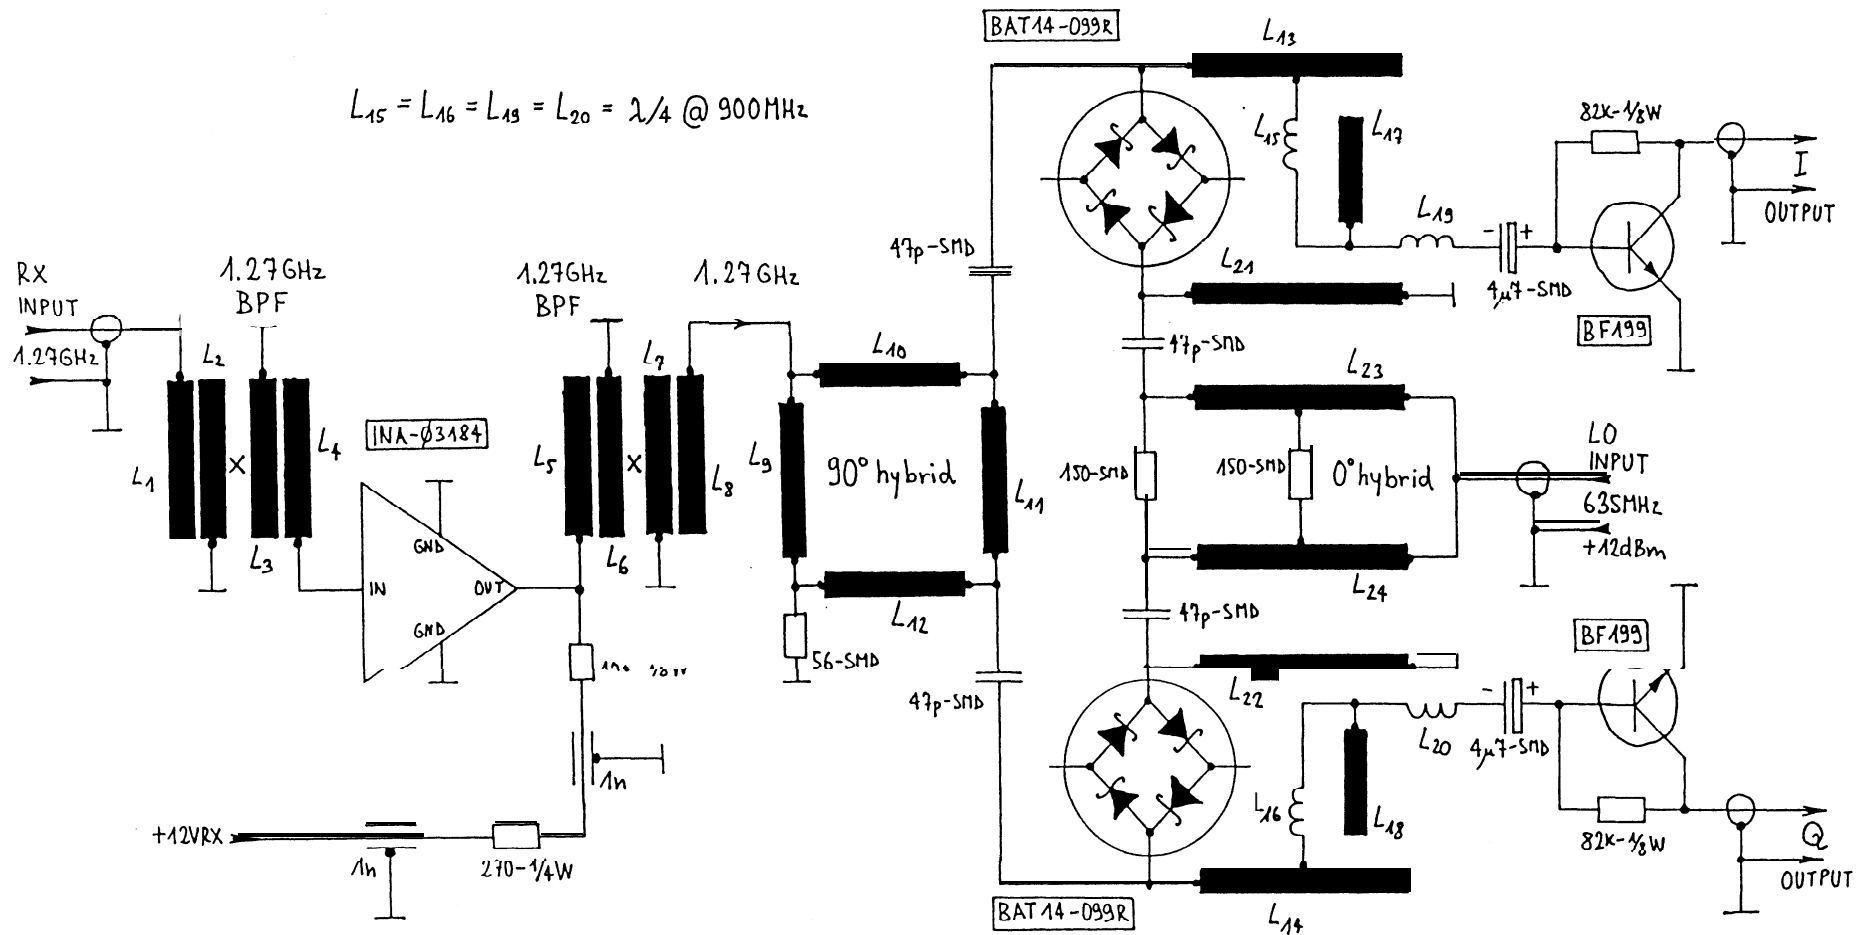 BAT14-099R
L13
L15 = L16 = L19 = L20 = λ/4 @ 900MHz
82k-1/8W
L15
L17
I
OUTPUT
L19
- +
4µ7-SMD
BF199
47p-SMD
L21
47p-SMD
RX
INPUT
1.27GHz
1.27GHz
BPF
1.27GHz
BPF
1.27GHz
L2
L7
L10
L23
L1
X
L4
INA-03184
L5
X
L8
L9
90° hybrid
L11
150-SMD
150-SMD
0° hybrid
LO
INPUT
635MHz
+12dBm
L3
L6
GND
IN
OUT
GND
L12
L24
56-SMD
47p-SMD
47p-SMD
BF199
L22
- +
L20
4µ7-SMD
1n
L16
L18
82k-1/8W
Q
OUTPUT
+12VRX
1n
270-1/4W
BAT14-099R
L14